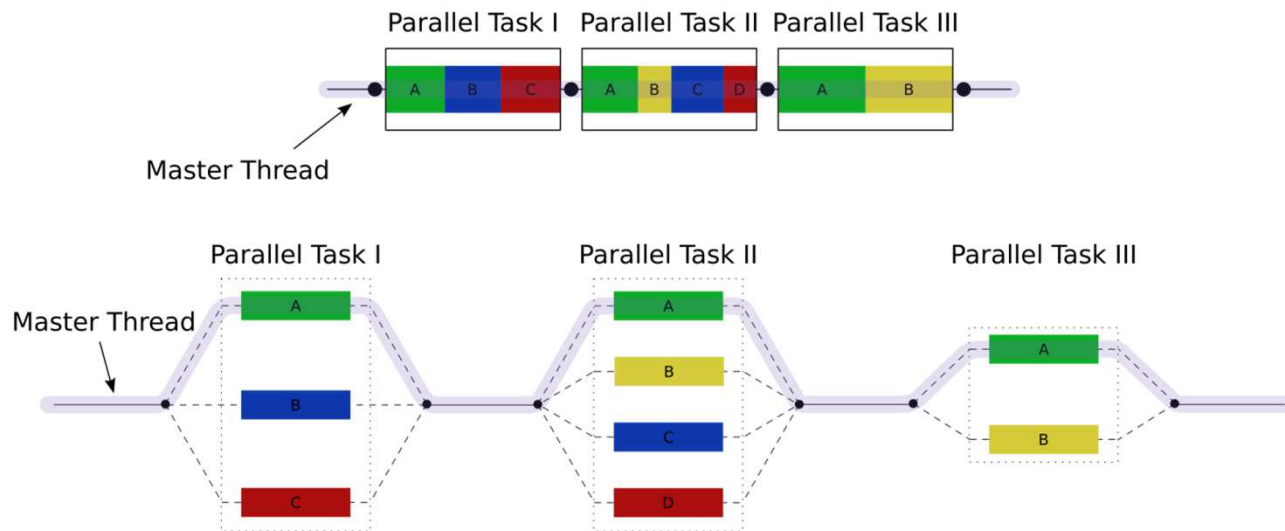 Parallel Task I
Parallel Task II
Parallel Task III
A B C
A B C D
A B
Master Thread
Parallel Task I
Parallel Task II
Parallel Task III
Master Thread
A
B
C
A
B
C
D
A
B